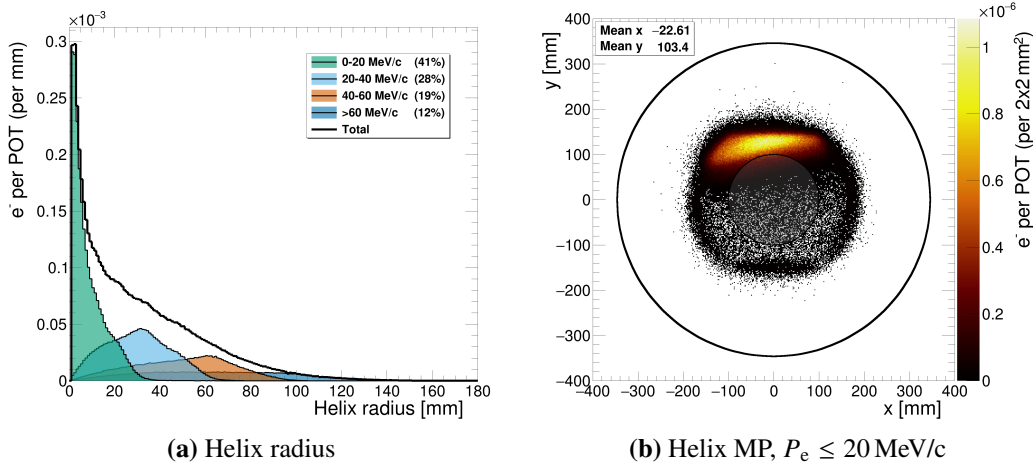 ×10⁻³
e⁻ per POT (per mm)
0.3
0.25
0.2
0.15
0.1
0.05
0
0 20 40 60 80 100 120 140 160 180
Helix radius [mm]
0-20 MeV/c (41%)
20-40 MeV/c (28%)
40-60 MeV/c (19%)
>60 MeV/c (12%)
Total
(a) Helix radius
y [mm]
400
300
200
100
0
−100
−200
−300
−400
−400 −300 −200 −100 0 100 200 300 400
x [mm]
Mean x −22.61
Mean y 103.4
×10⁻⁶
1
0.8
0.6
0.4
0.2
0
e⁻ per POT (per 2x2 mm²)
(b) Helix MP, Pₑ ≤ 20 MeV/c